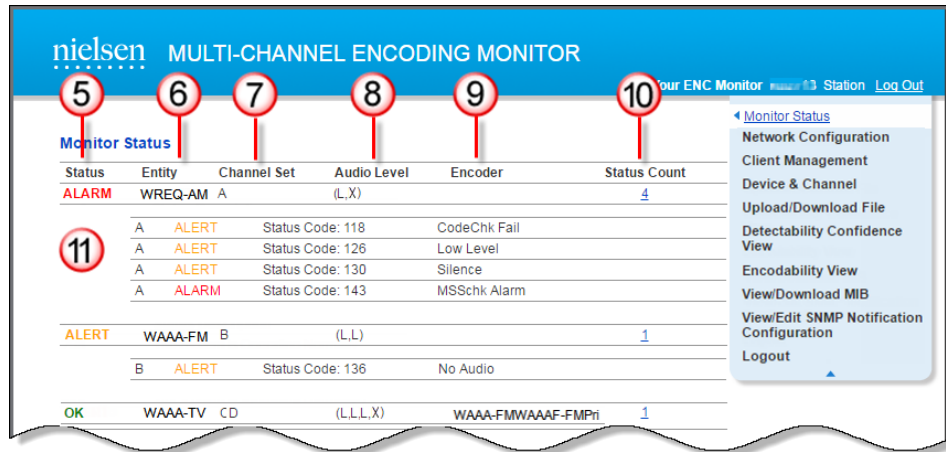 nielsen MULTI-CHANNEL ENCODING MONITOR
5 6 7 8 9 10
our ENC Monitor 13 Station Log Out
Monitor Status
Status Entity Channel Set Audio Level Encoder Status Count
ALARM WREQ-AM A (L,X) 4
11
A ALERT Status Code: 118 CodeChk Fail
A ALERT Status Code: 126 Low Level
A ALERT Status Code: 130 Silence
A ALARM Status Code: 143 MSSchk Alarm
ALERT WAAA-FM B (L,L) 1
B ALERT Status Code: 136 No Audio
OK WAAA-TV CD (L,L,L,X) WAAA-FMWAAAF-FMPri 1
Monitor Status
Network Configuration
Client Management
Device & Channel
Upload/Download File
Detectability Confidence
View
Encodability View
View/Download MIB
View/Edit SNMP Notification
Configuration
Logout